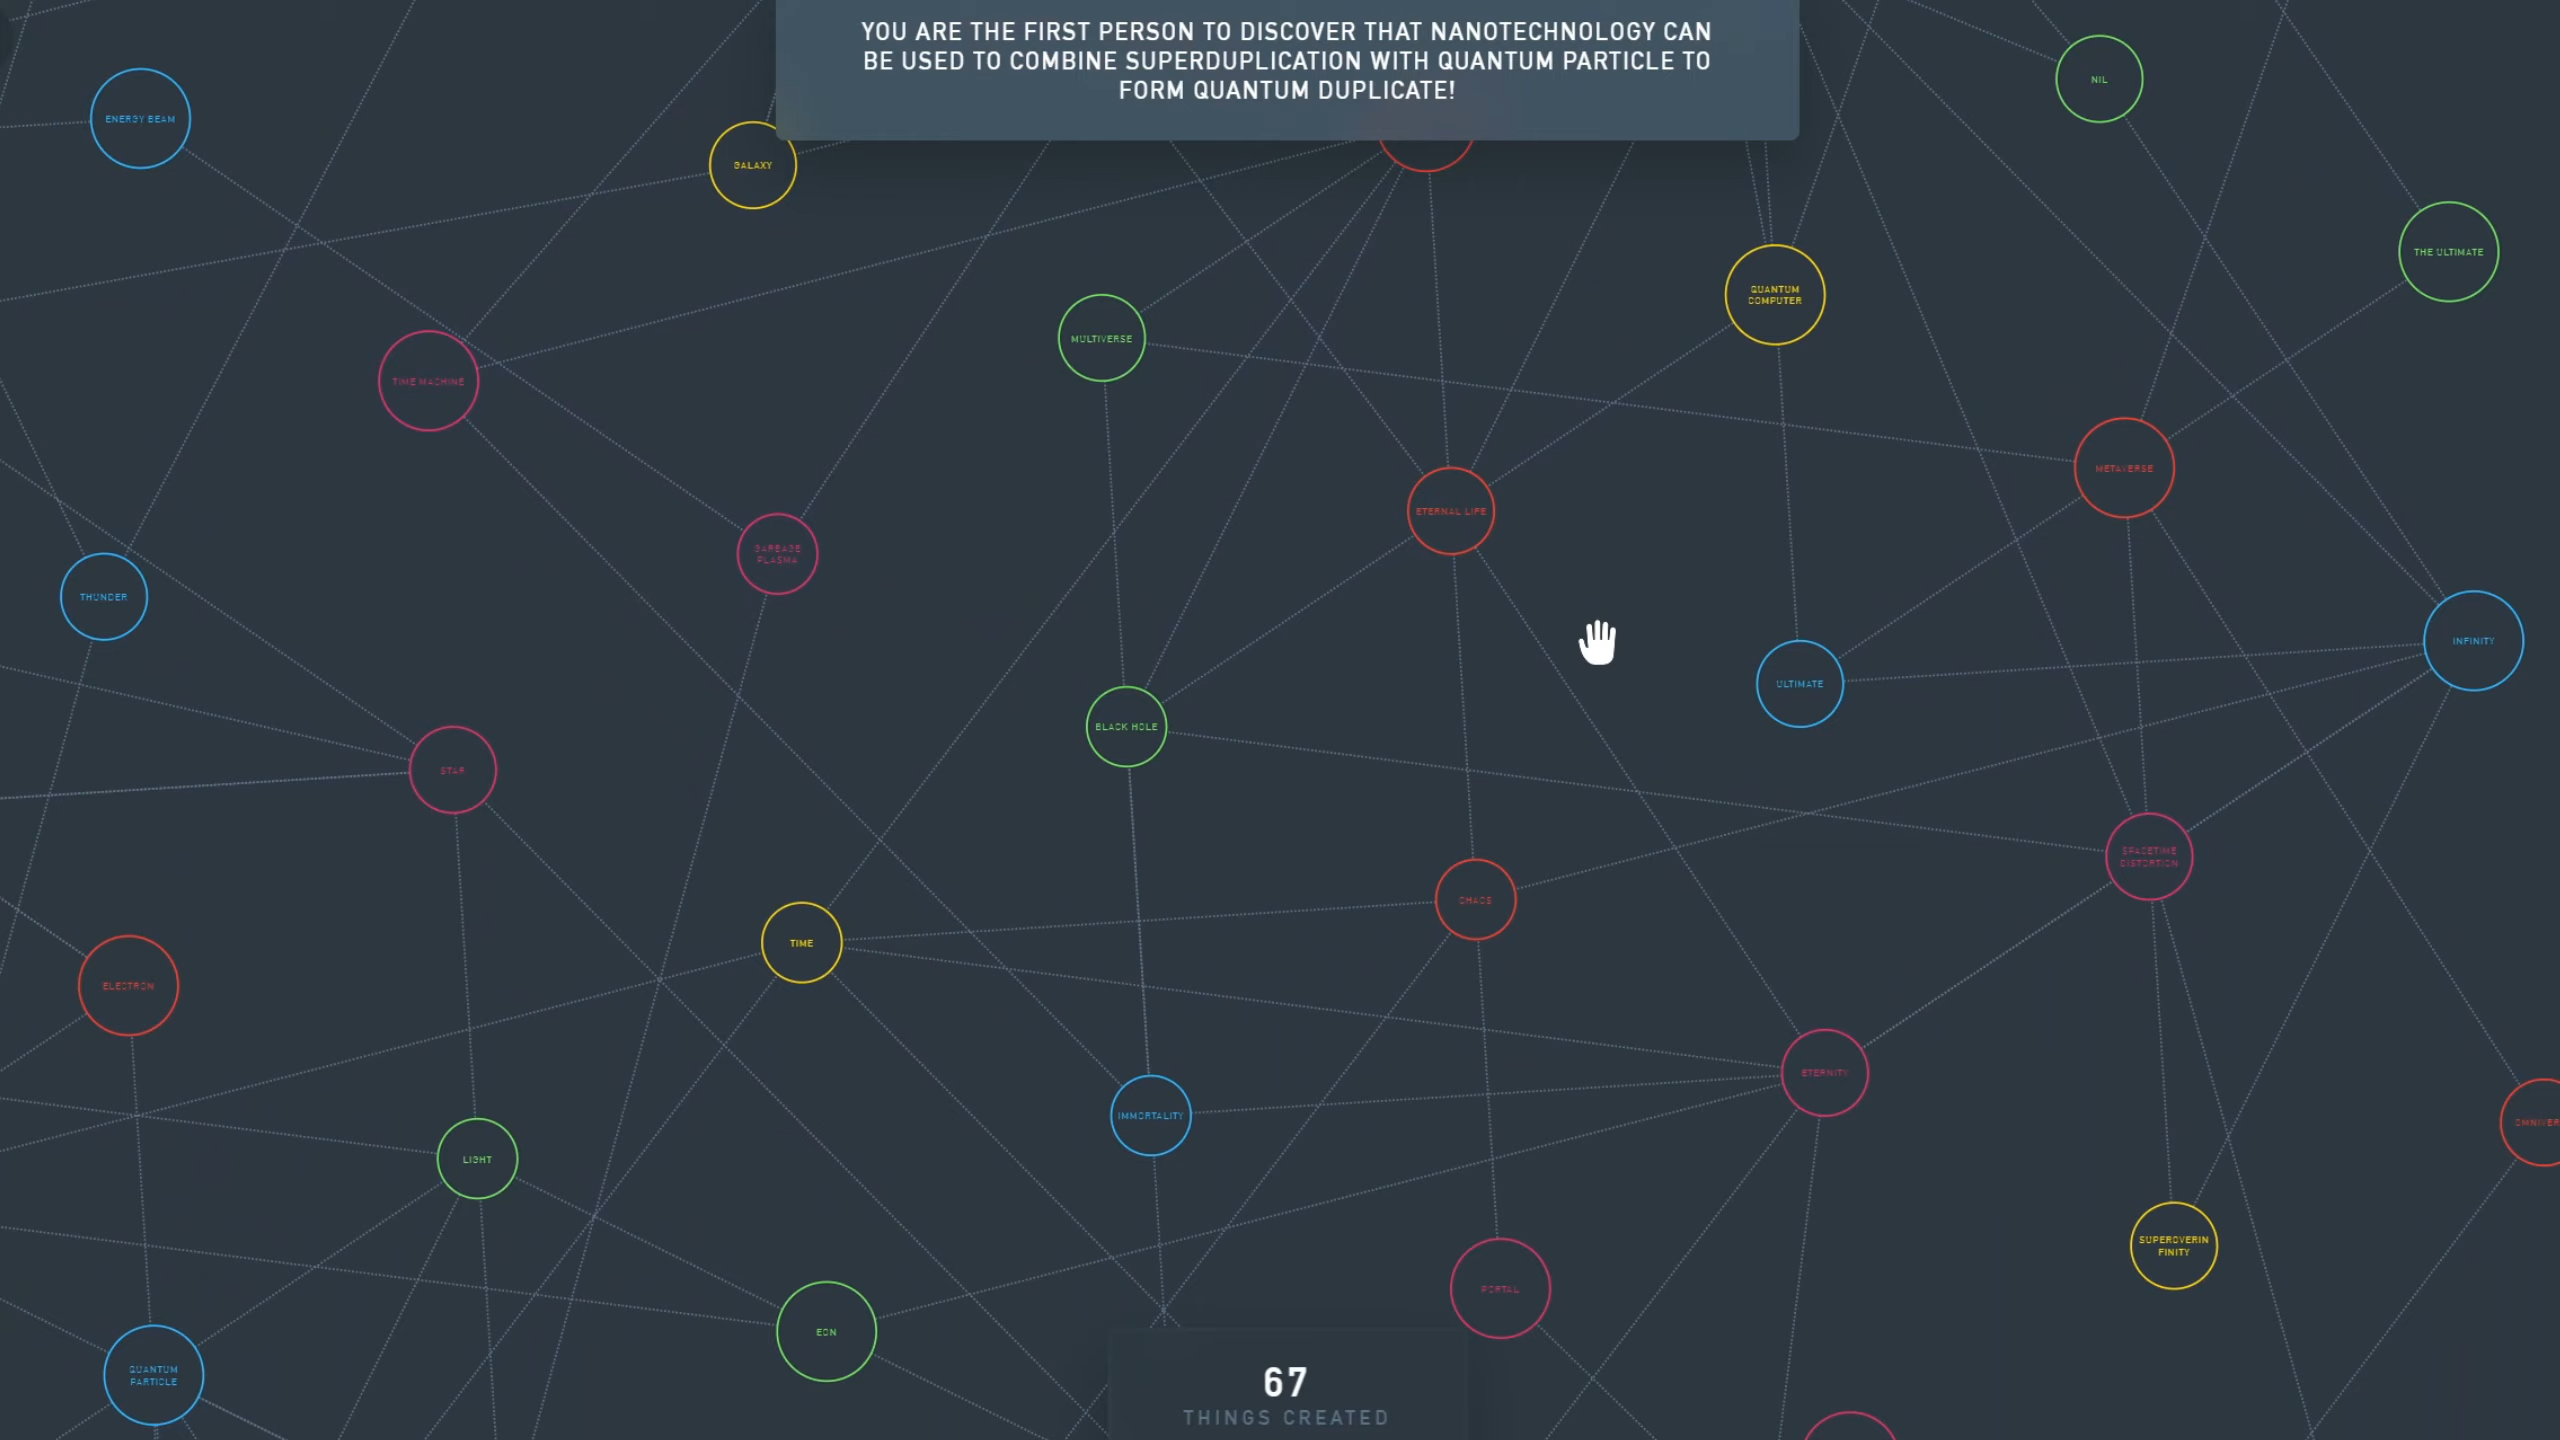 YOU ARE THE FIRST PERSON TO DISCOVER THAT NANOTECHNOLOGY CAN
BE USED TO COMBINE SUPERDUPLICATION WITH QUANTUM PARTICLE TO
FORM QUANTUM DUPLICATE!
NIL
ENERGY BEAM
GALAXY
THE ULTIMATE
QUANTUM
COMPUTER
MULTIVERSE
TIME MACHINE
METAVERSE
ETERNAL LIFE
GARBAGE
PLASMA
THUNDER
INFINITY
ULTIMATE
BLACK HOLE
STAR
SPACETIME
DISTORTION
CHAOS
TIME
ELECTRON
ETERNITY
IMMORTALITY
OMNIVER
LIGHT
SUPEROVERIN
FINITY
PORTAL
EON
QUANTUM
PARTICLE
67
THINGS CREATED